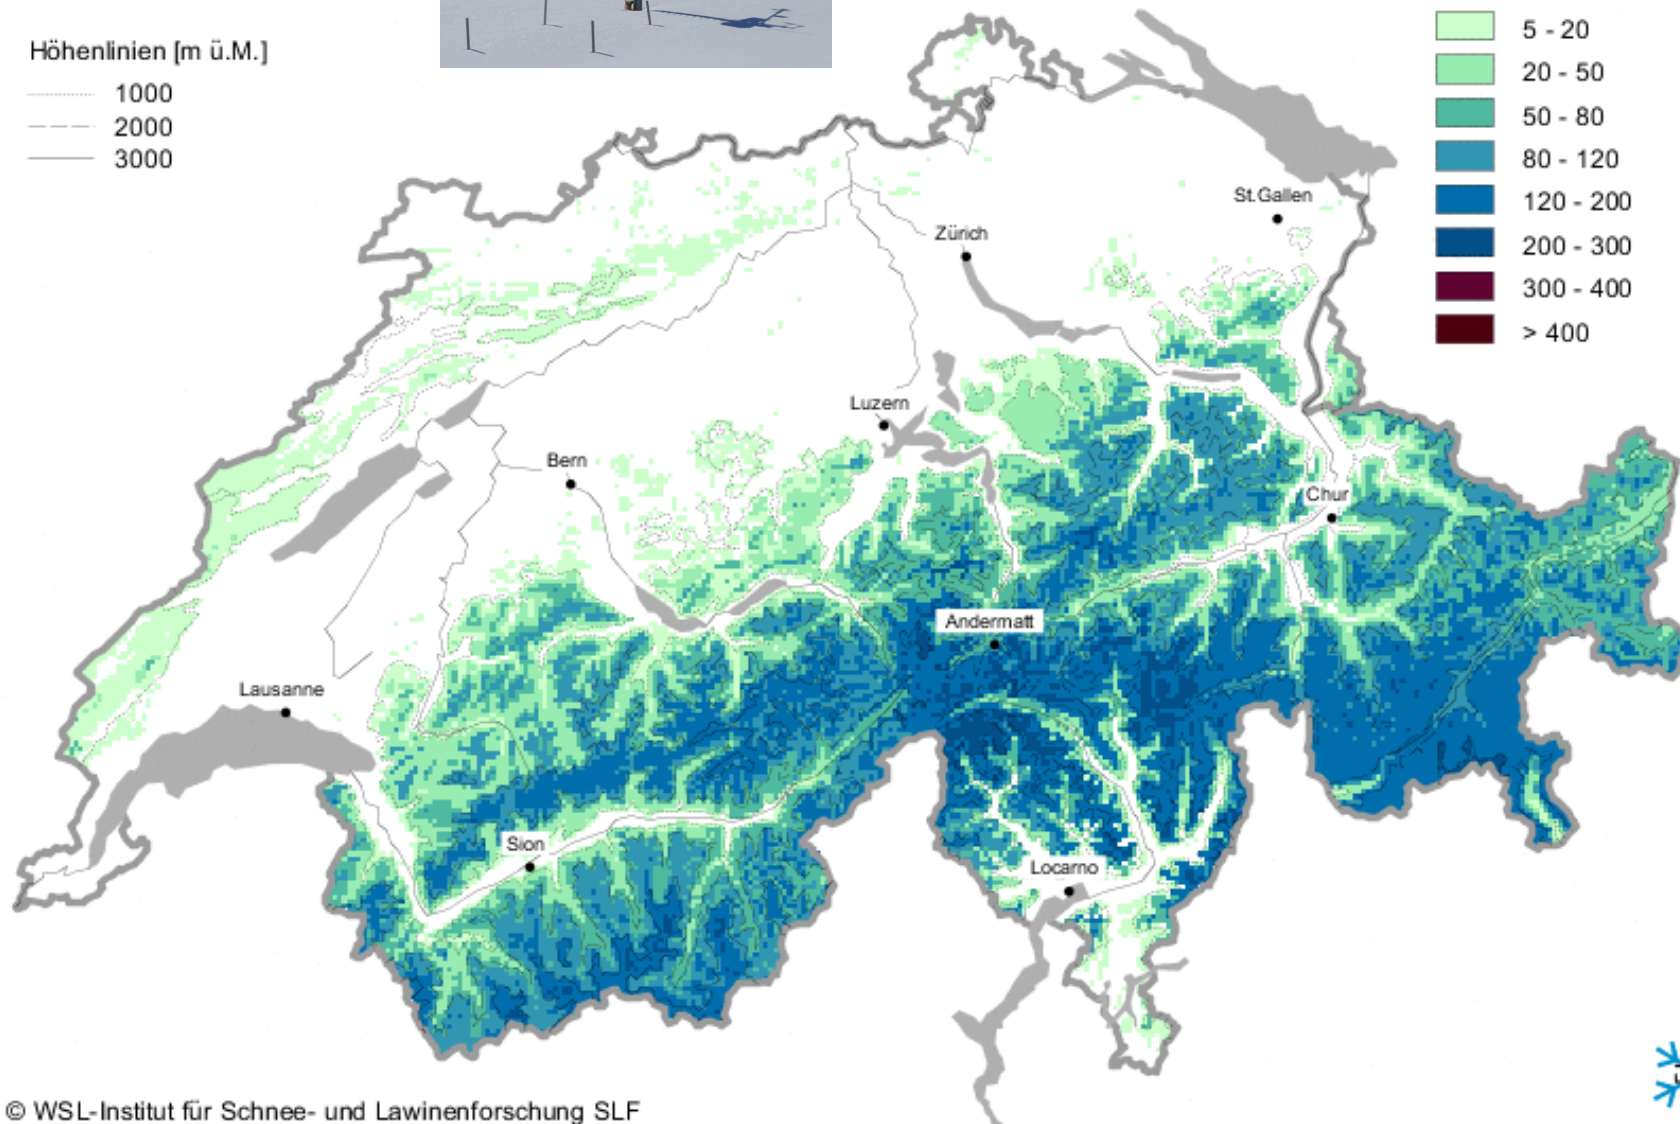 Höhenlinien [m ü.M.]
1000
2000
3000
5 - 20
20 - 50
50 - 80
80 - 120
120 - 200
200 - 300
300 - 400
> 400
St.Gallen
Zürich
Luzern
Bern
Chur
Andermatt
Lausanne
Sion
Locarno
© WSL-Institut für Schnee- und Lawinenforschung SLF